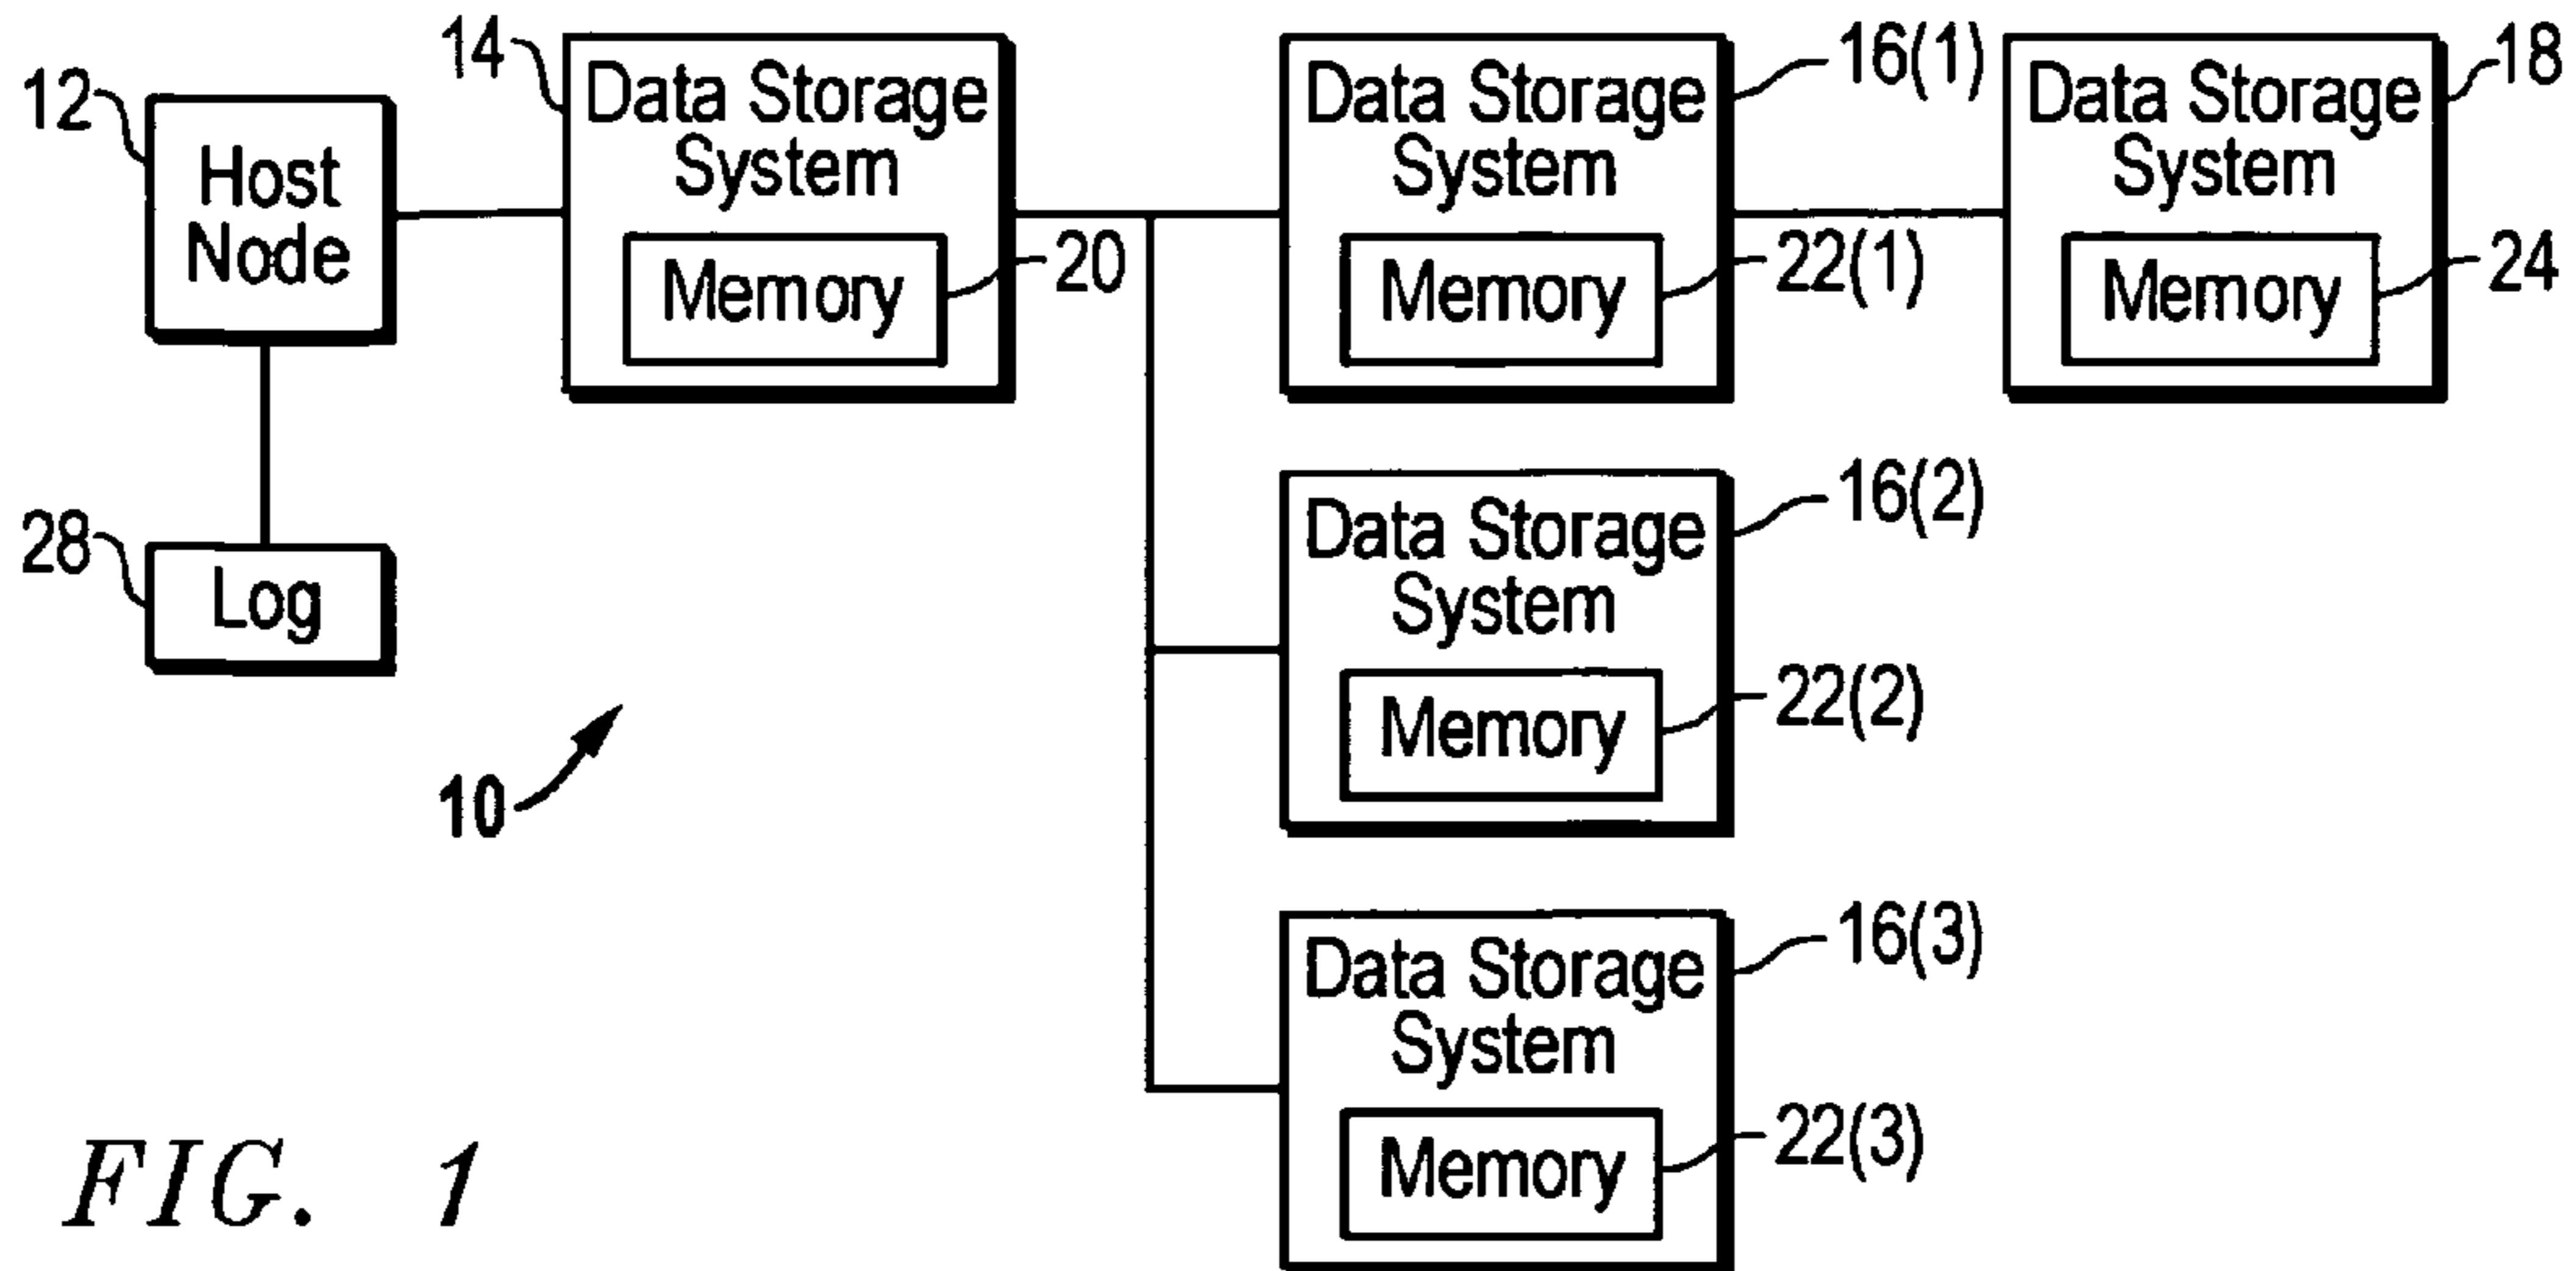 12
Host
Node
28
Log
10
14
Data Storage
System
Memory
20
16(1)
Data Storage
System
Memory
22(1)
18
Data Storage
System
Memory
24
16(2)
Data Storage
System
Memory
22(2)
16(3)
Data Storage
System
Memory
22(3)
FIG. 1